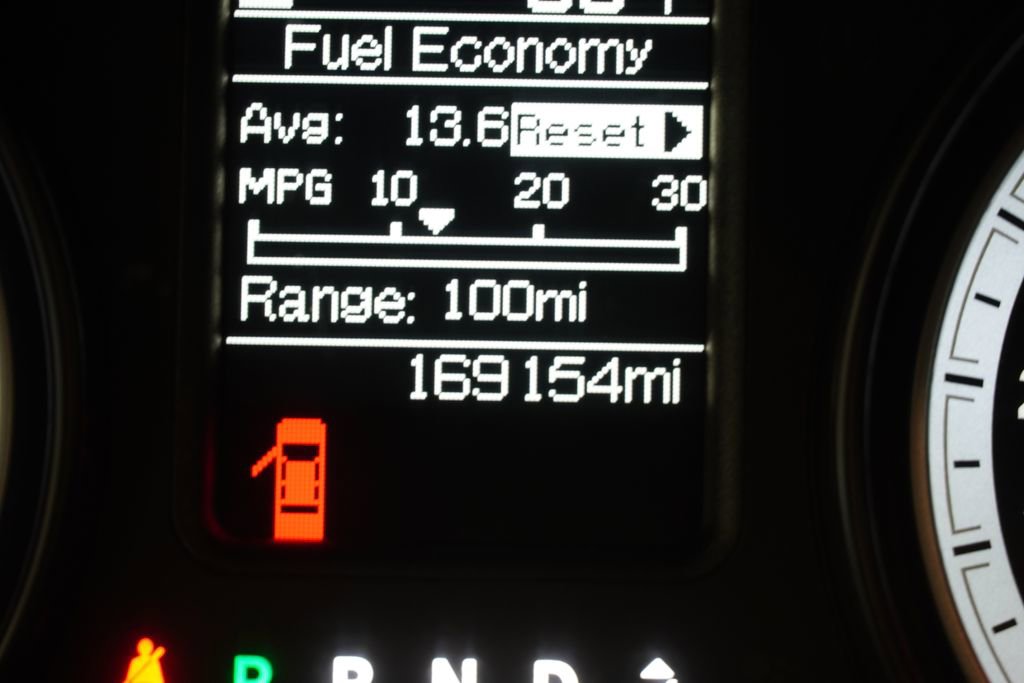 Fuel Economy
Avg: 13.6 Reset
MPG 10 20 30
Range: 100mi
169154mi
P R N D